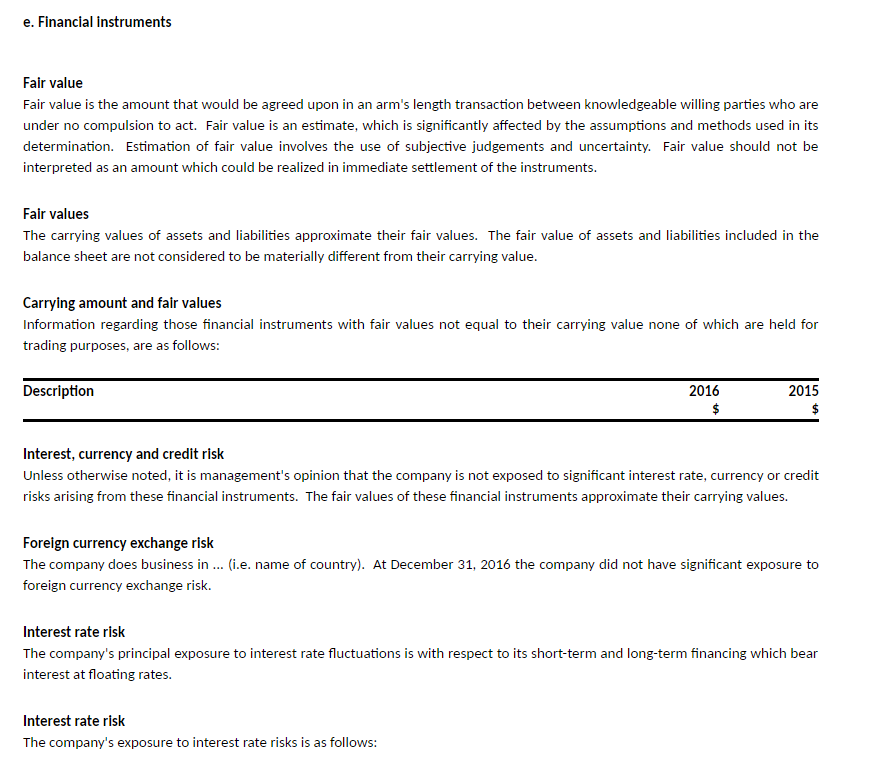 e. Financial instruments
Fair value
Fair value is the amount that would be agreed upon in an arm's length transaction between knowledgeable willing parties who are
under no compulsion to act. Fair value is an estimate, which is significantly affected by the assumptions and methods used in its
determination. Estimation of fair value involves the use of subjective judgements and uncertainty. Fair value should not be
interpreted as an amount which could be realized in immediate settlement of the instruments.
Fair values
The carrying values of assets and liabilities approximate their fair values. The fair value of assets and liabilities included in the
balance sheet are not considered to be materially different from their carrying value.
Carrying amount and fair values
Information regarding those financial instruments with fair values not equal to their carrying value none of which are held for
trading purposes, are as follows:
Description 2016 2015
$ $
Interest, currency and credit risk
Unless otherwise noted, it is management's opinion that the company is not exposed to significant interest rate, currency or credit
risks arising from these financial instruments. The fair values of these financial instruments approximate their carrying values.
Foreign currency exchange risk
The company does business in ... (i.e. name of country). At December 31, 2016 the company did not have significant exposure to
foreign currency exchange risk.
Interest rate risk
The company's principal exposure to interest rate fluctuations is with respect to its short-term and long-term financing which bear
interest at floating rates.
Interest rate risk
The company's exposure to interest rate risks is as follows: